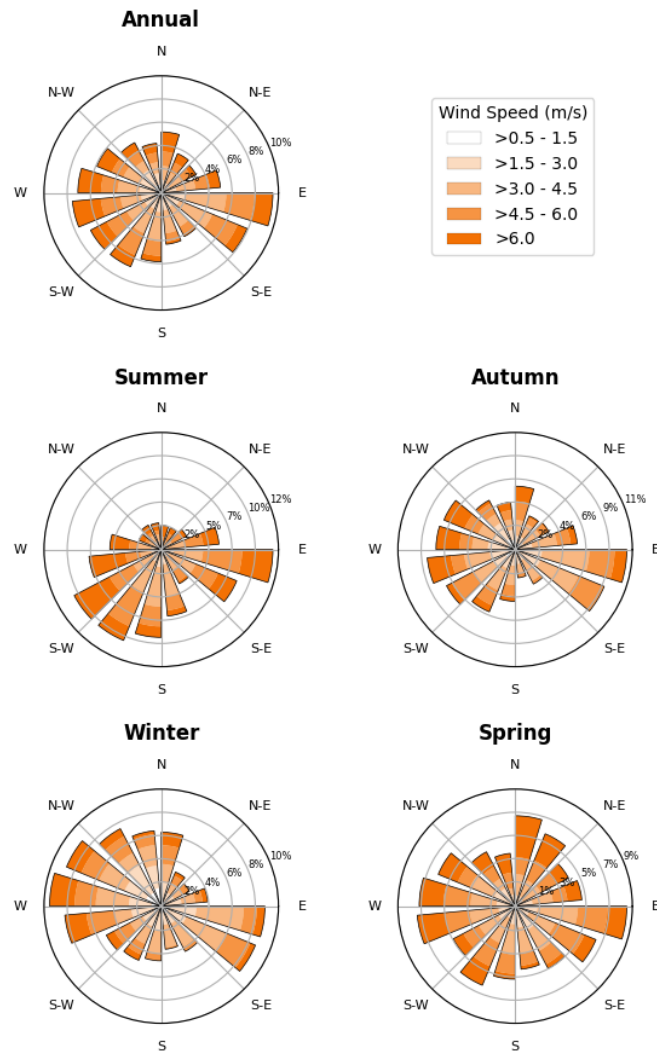 Annual
N
N-W
N-E
10%
8%
6%
4%
2%
W
E
S-W
S-E
S
Wind Speed (m/s)
>0.5 - 1.5
>1.5 - 3.0
>3.0 - 4.5
>4.5 - 6.0
>6.0
Summer
N
N-W
N-E
12%
10%
7%
5%
2%
W
E
S-W
S-E
S
Autumn
N
N-W
N-E
11%
9%
6%
4%
2%
W
E
S-W
S-E
S
Winter
N
N-W
N-E
10%
8%
6%
4%
2%
W
E
S-W
S-E
S
Spring
N
N-W
N-E
9%
7%
5%
3%
1%
W
E
S-W
S-E
S